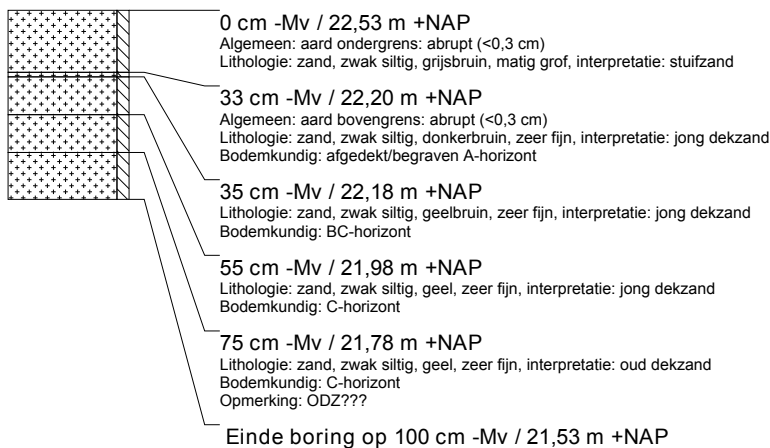 0 cm -Mv / 22,53 m +NAP
Algemeen: aard ondergrens: abrupt (<0,3 cm)
Lithologie: zand, zwak siltig, grijsbruin, matig grof, interpretatie: stuifzand
33 cm -Mv / 22,20 m +NAP
Algemeen: aard bovengrens: abrupt (<0,3 cm)
Lithologie: zand, zwak siltig, donkerbruin, zeer fijn, interpretatie: jong dekzand
Bodemkundig: afgedekt/begraven A-horizont
35 cm -Mv / 22,18 m +NAP
Lithologie: zand, zwak siltig, geelbruin, zeer fijn, interpretatie: jong dekzand
Bodemkundig: BC-horizont
55 cm -Mv / 21,98 m +NAP
Lithologie: zand, zwak siltig, geel, zeer fijn, interpretatie: jong dekzand
Bodemkundig: C-horizont
75 cm -Mv / 21,78 m +NAP
Lithologie: zand, zwak siltig, geel, zeer fijn, interpretatie: oud dekzand
Bodemkundig: C-horizont
Opmerking: ODZ???
Einde boring op 100 cm -Mv / 21,53 m +NAP